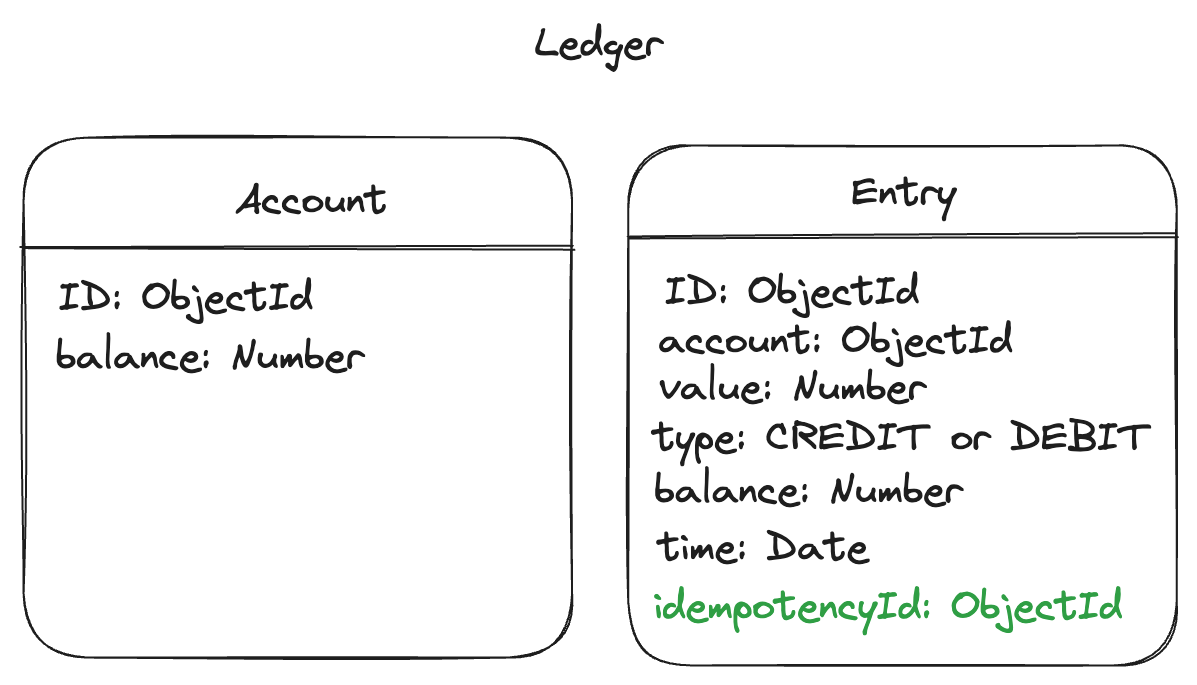 Ledger
Account
ID: ObjectId
balance: Number
Entry
ID: ObjectId
account: ObjectId
value: Number
type: CREDIT or DEBIT
balance: Number
time: Date
idempotencyId: ObjectId